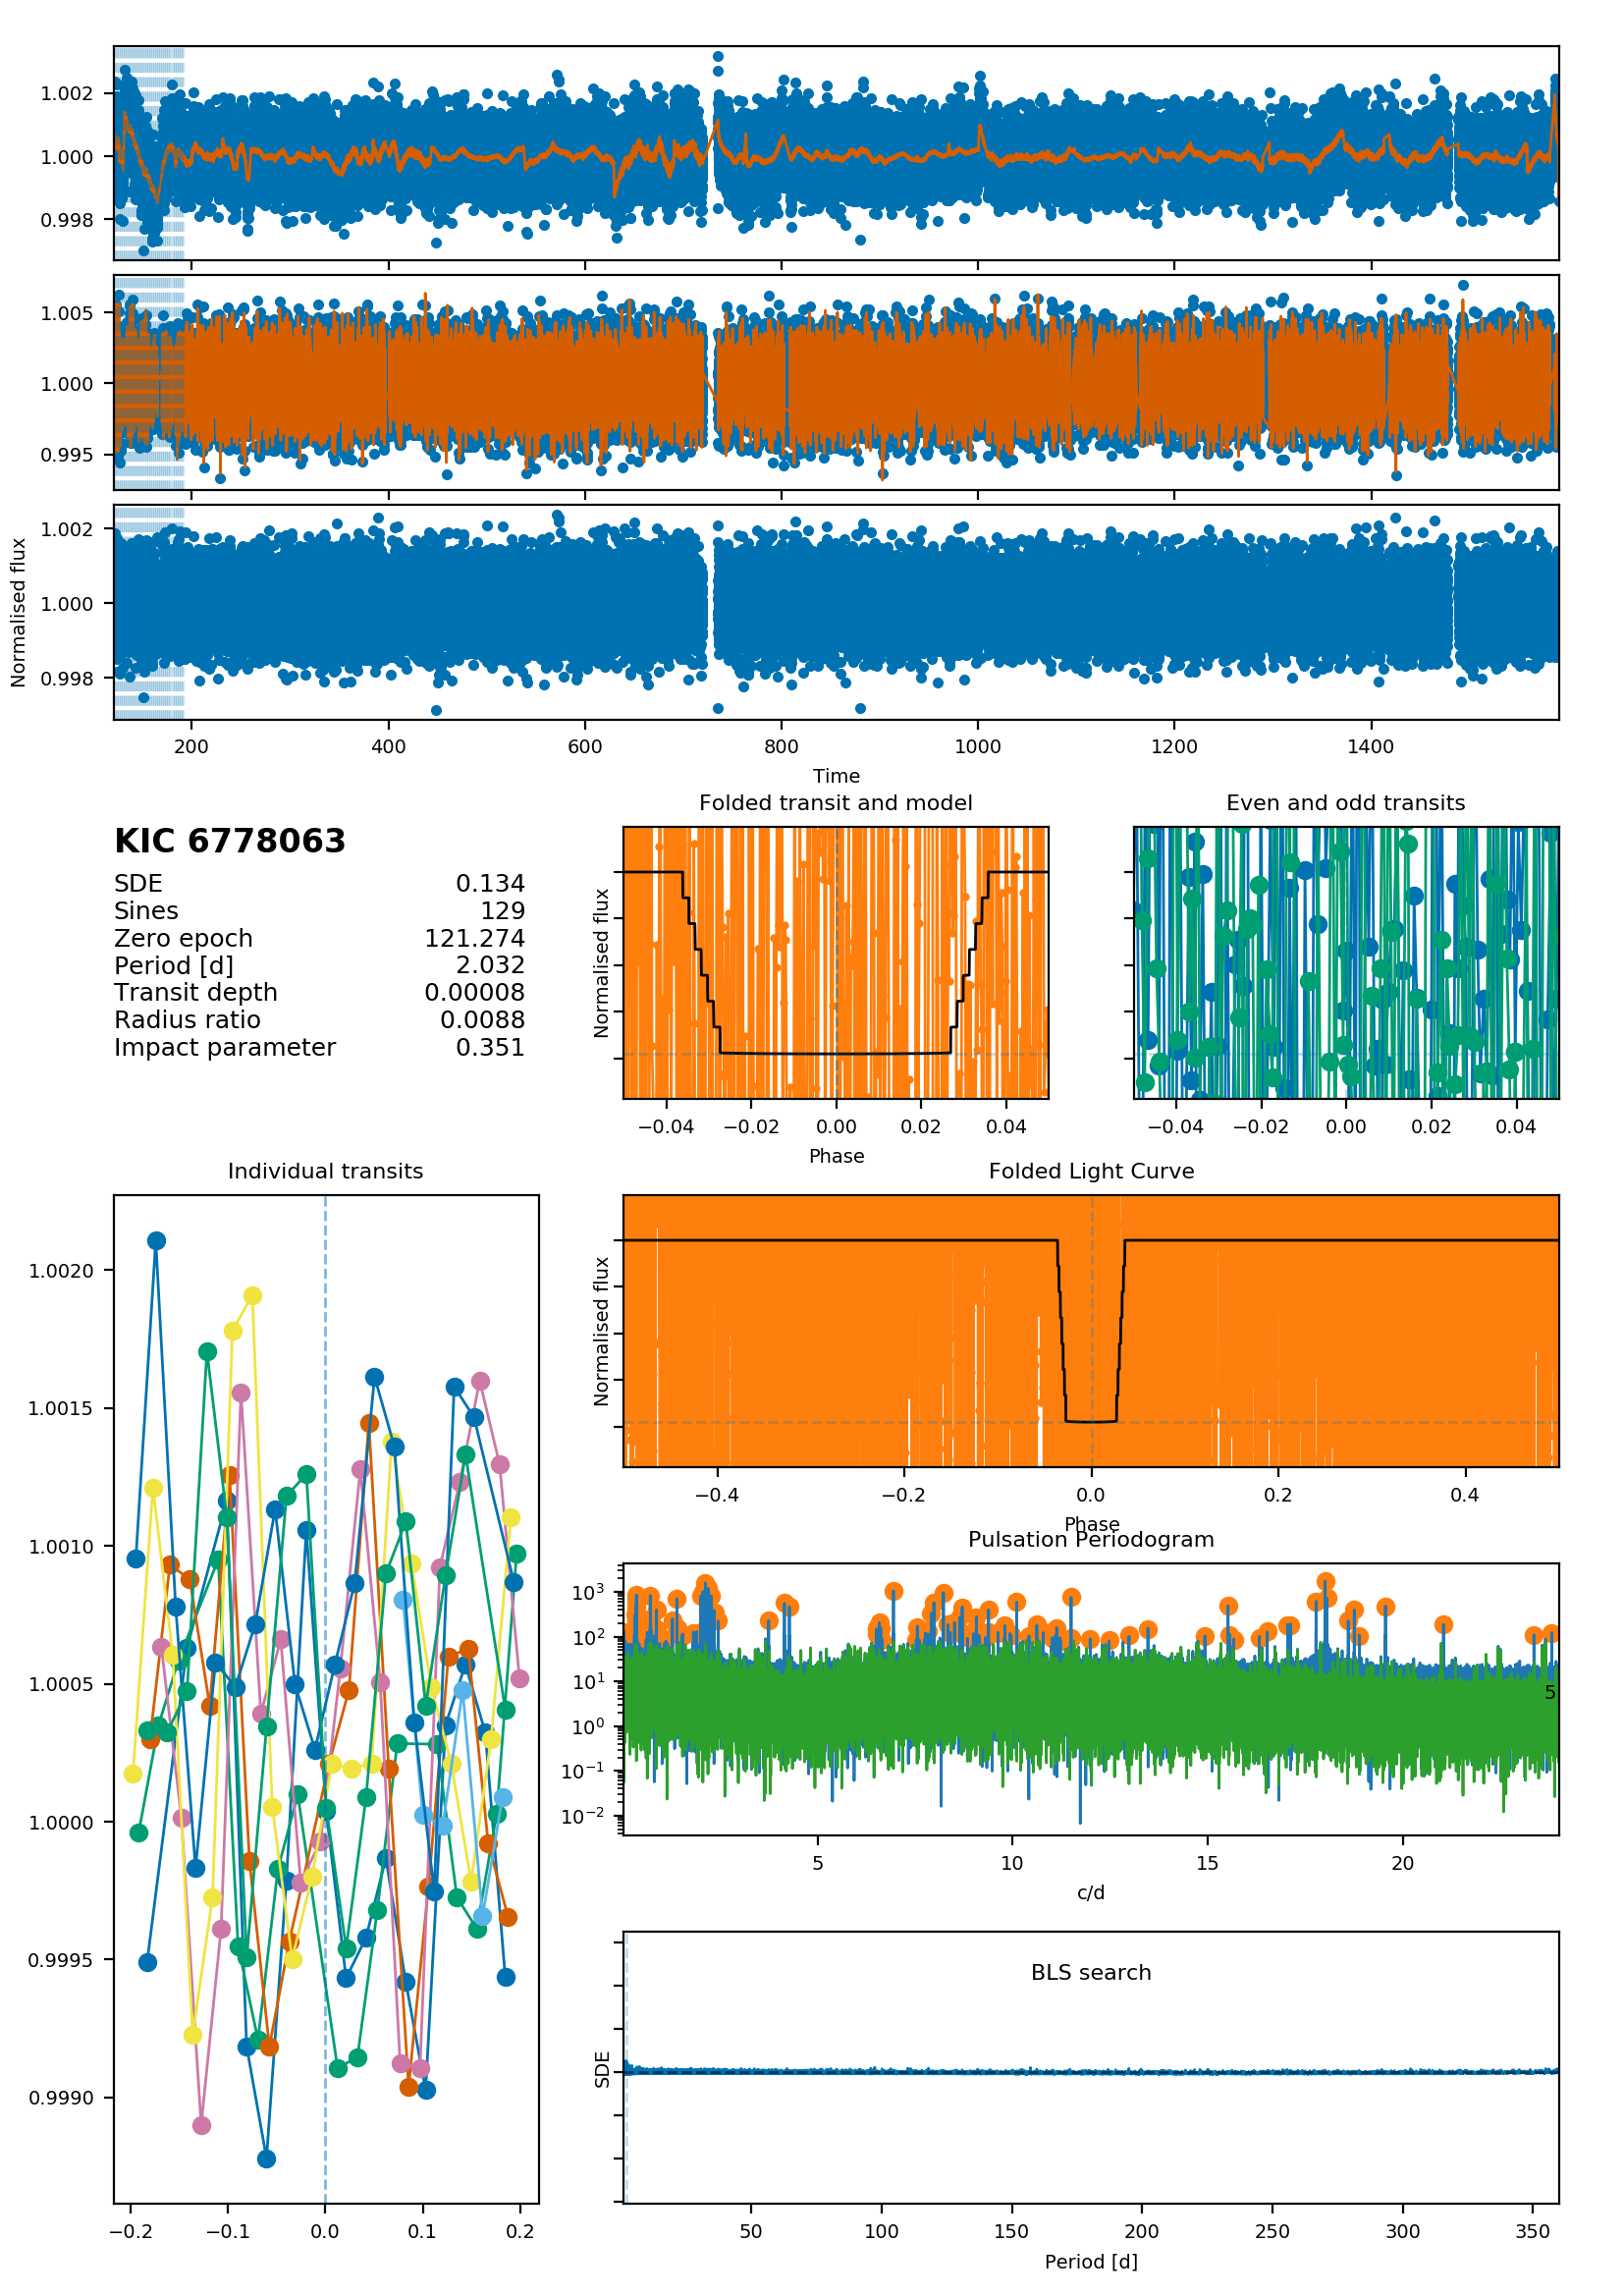 1.002
1.000
0.998
1.005
1.000
0.995
1.002
1.000
0.998
Normalised flux
200 400 600 800 1000 1200 1400
Time
KIC 6778063
SDE 0.134
Sines 129
Zero epoch 121.274
Period [d] 2.032
Transit depth 0.00008
Radius ratio 0.0088
Impact parameter 0.351
Folded transit and model
Normalised flux
−0.04 −0.02 0.00 0.02 0.04
Phase
Even and odd transits
−0.04 −0.02 0.00 0.02 0.04
Individual transits
1.0020
1.0015
1.0010
1.0005
1.0000
0.9995
0.9990
−0.2 −0.1 0.0 0.1 0.2
Folded Light Curve
Normalised flux
−0.4 −0.2 0.0 0.2 0.4
Phase
Pulsation Periodogram
10³
10²
10¹
10⁰
10⁻¹
10⁻²
5
5 10 15 20
c/d
BLS search
SDE
50 100 150 200 250 300 350
Period [d]